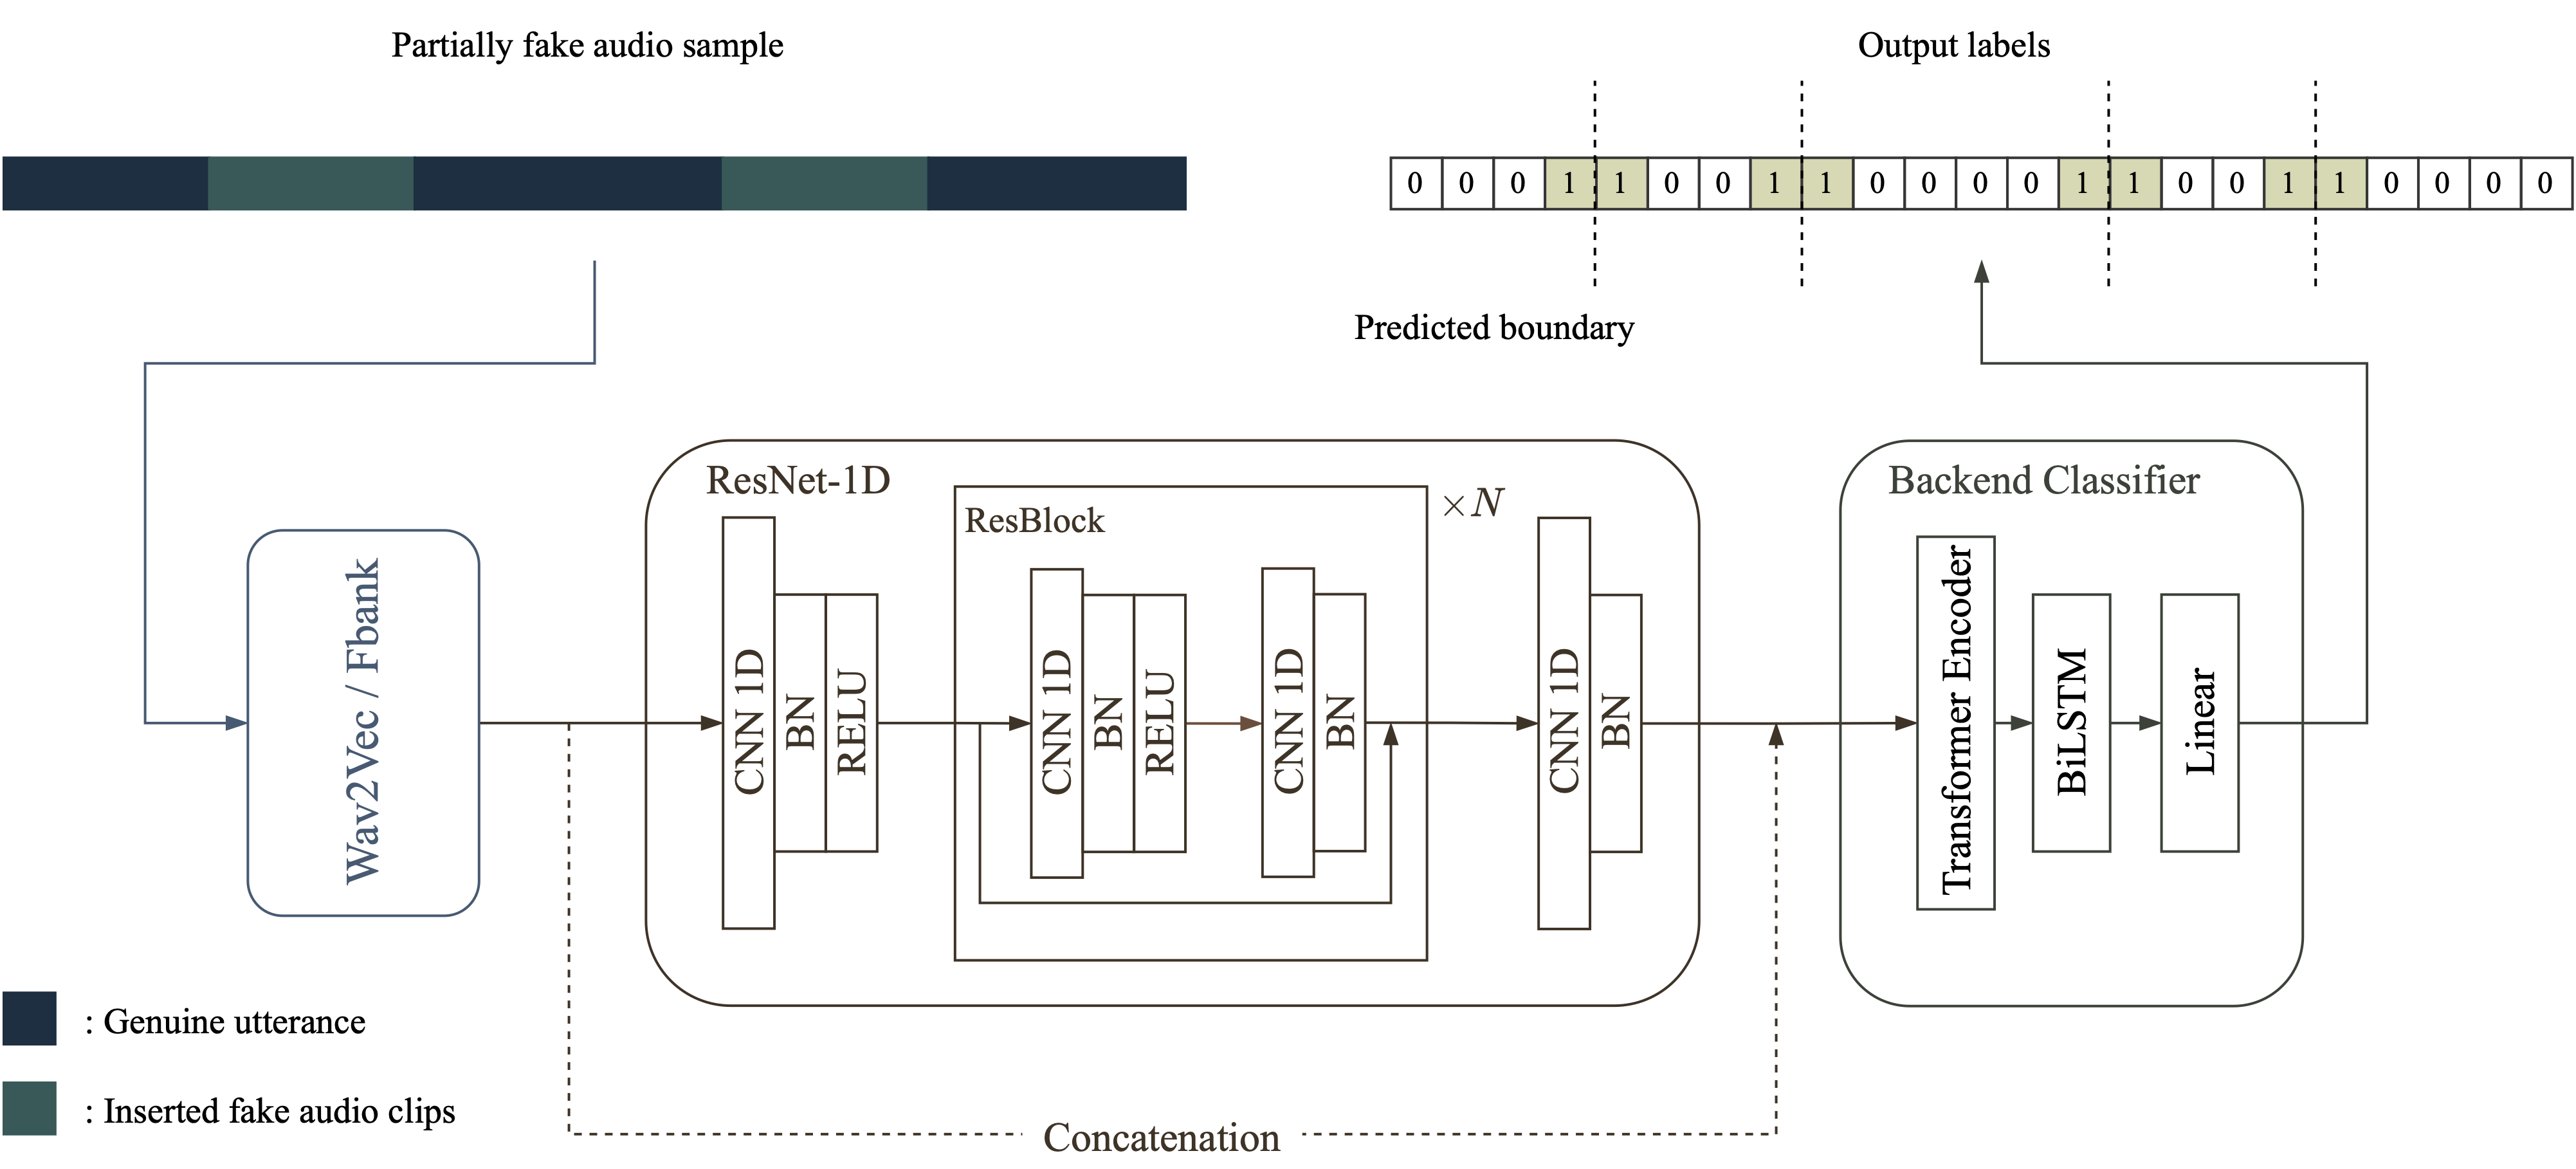 Partially fake audio sample
Output labels
0 0 0 1 1 0 0 1 1 0 0 0 0 1 1 0 0 1 1 0 0 0 0
Predicted boundary
Wav2Vec / Fbank
ResNet-1D
CNN 1D
BN
RELU
ResBlock
×N
CNN 1D
BN
RELU
CNN 1D
BN
CNN 1D
BN
Backend Classifier
Transformer Encoder
BiLSTM
Linear
: Genuine utterance
: Inserted fake audio clips
Concatenation